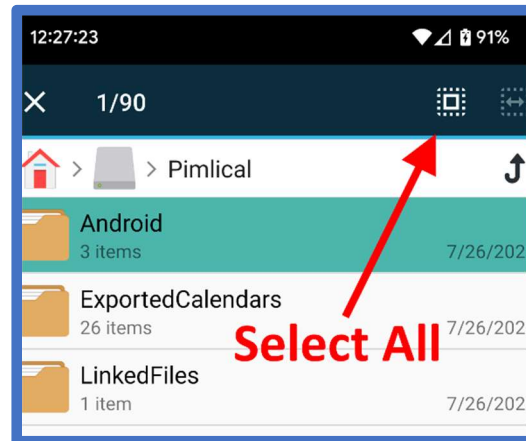 12:27:23 91%
1/90
> > Pimlical
Android
3 items 7/26/202
ExportedCalendars
26 items 7/26/202
Select All
LinkedFiles
1 item 7/26/202